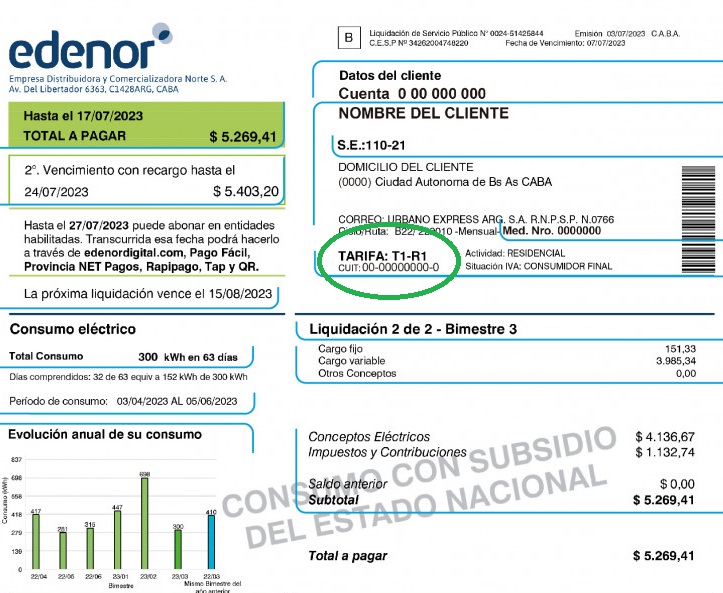 edenor
Empresa Distribuidora y Comercializadora Norte S. A.
Av. Del Libertador 6363, C1428ARG, CABA
B
Liquidación de Servicio Público N° 0024-51425844 Emisión 03/07/2023 C.A.B.A.
C.E.S.P Nº 34262004748220 Fecha de Vencimiento: 07/07/2023
Hasta el 17/07/2023
TOTAL A PAGAR $ 5.269,41
2°. Vencimiento con recargo hasta el
24/07/2023 $ 5.403,20
Hasta el 27/07/2023 puede abonar en entidades
habilitadas. Transcurrida esa fecha podrá hacerlo
a través de edenordigital.com, Pago Fácil,
Provincia NET Pagos, Rapipago, Tap y QR.
La próxima liquidación vence el 15/08/2023
Datos del cliente
Cuenta 0 00 000 000
NOMBRE DEL CLIENTE
S.E.:110-21
DOMICILIO DEL CLIENTE
(0000) Ciudad Autonoma de Bs As CABA
CORREO: URBANO EXPRESS ARG. S.A. R.N.P.S.P. N.0766
Ciclo/Ruta: B22/ 220010 -Mensual- Med. Nro. 0000000
TARIFA: T1-R1
CUIT: 00-00000000-0
Actividad: RESIDENCIAL
Situación IVA: CONSUMIDOR FINAL
Consumo eléctrico
Total Consumo 300 kWh en 63 días
Días comprendidos: 32 de 63 equiv a 152 kWh de 300 kWh
Período de consumo: 03/04/2023 AL 05/06/2023
Liquidación 2 de 2 - Bimestre 3
Cargo fijo 151,33
Cargo variable 3.985,34
Otros Conceptos 0,00
Evolución anual de su consumo
Consumo (kWh)
837
698
558
418
279
139
0
417
281
315
447
698
300
410
22/04
22/05
22/06
23/01
23/02
23/03
22/03
Bimestre
Mismo Bimestre del
año anterior
Conceptos Eléctricos $ 4.136,67
Impuestos y Contribuciones $ 1.132,74
Saldo anterior $ 0,00
Subtotal $ 5.269,41
Total a pagar $ 5.269,41
CONSUMO CON SUBSIDIO
DEL ESTADO NACIONAL